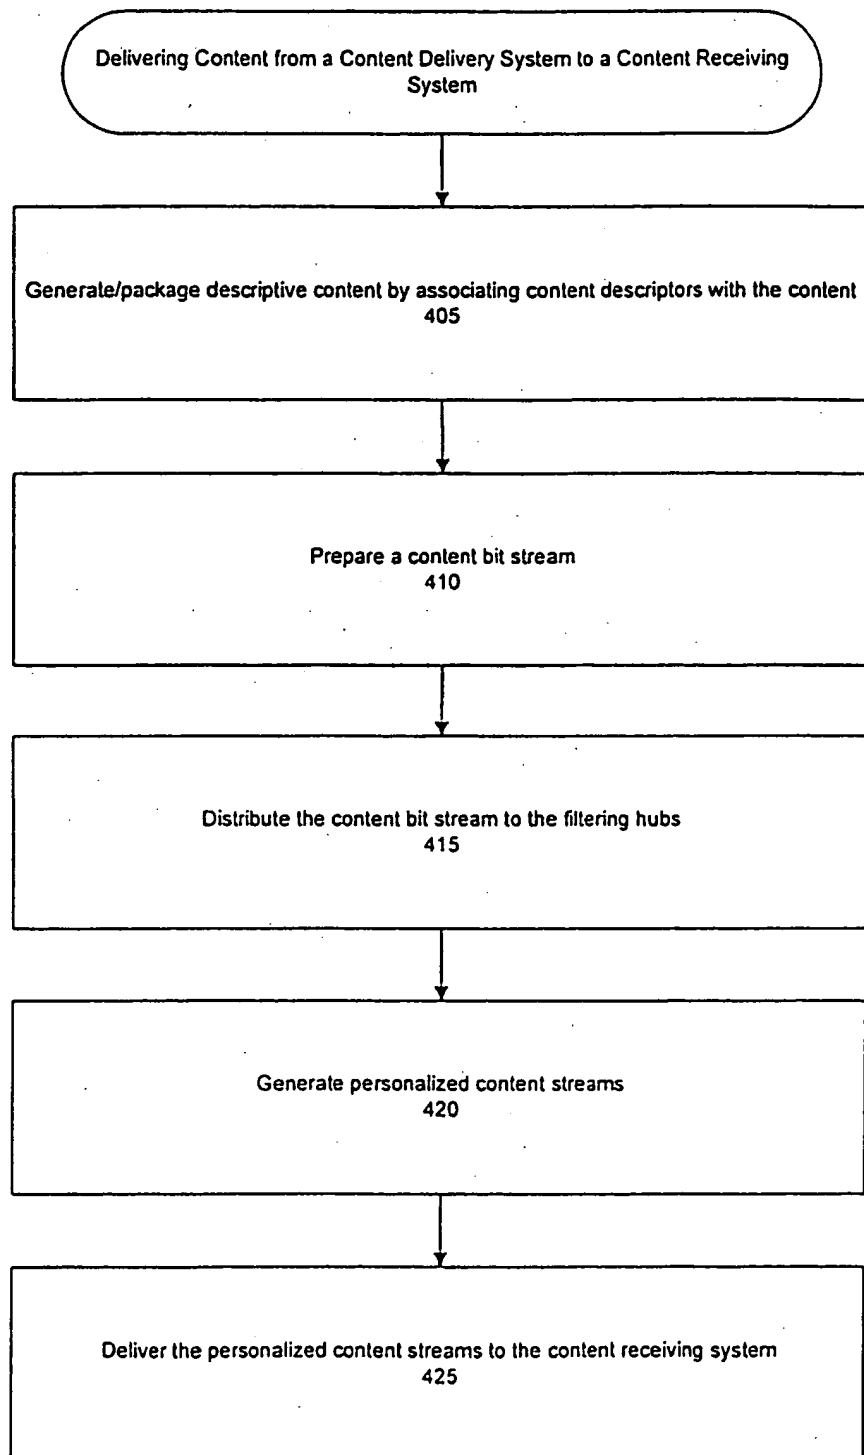 Delivering Content from a Content Delivery System to a Content Receiving
System
Generate/package descriptive content by associating content descriptors with the content
405
Prepare a content bit stream
410
Distribute the content bit stream to the filtering hubs
415
Generate personalized content streams
420
Deliver the personalized content streams to the content receiving system
425